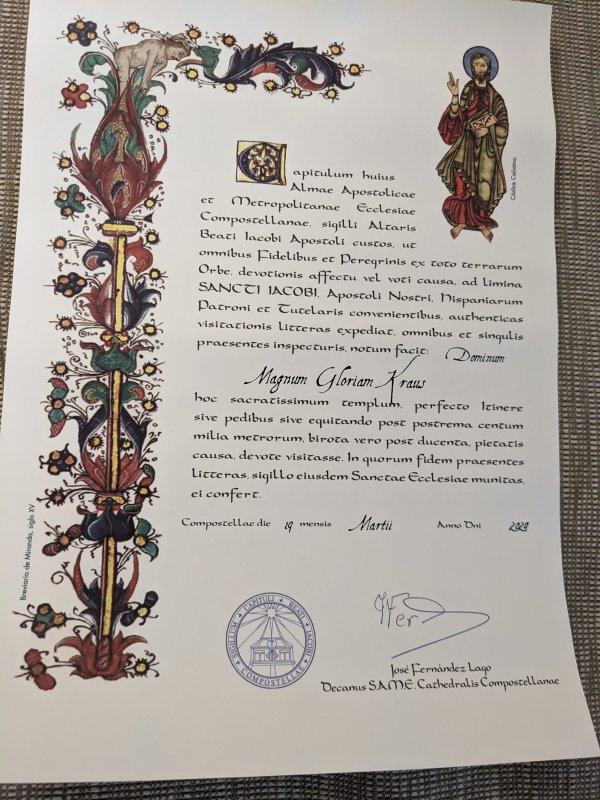 Capitulum huius
Almae Apostolicae
et Metropolitanae Ecclesiae
Compostellanae, sigilli Altaris
Beati Iacobi Apostoli custos, ut
omnibus Fidelibus et Peregrinis ex toto terrarum
Orbe, devotionis affectu vel voti causa, ad limina
SANCTI IACOBI, Apostoli Nostri, Hispaniarum
Patroni et Tutelaris convenientibus, authenticas
visitationis litteras expediat, omnibus et singulis
praesentes inspecturis, notum facit: Dominum
Magnum Gloriam Kraus
hoc sacratissimum templum, perfecto Itinere
sive pedibus sive equitando post postrema centum
milia metrorum, birota vero post ducenta, pietatis
causa, devote visitasse. In quorum fidem praesentes
litteras, sigillo eiusdem Sanctae Ecclesiae munitas,
ei confert.
Compostellae die 19 mensis Martii Anno Dni
Códice Calixtino
Breviario de Miranda, siglo XV
SIGILLUM CAPITULI BEATI IACOBI COMPOSTELLAE
José Fernández Lago
Decanus S.A.M.E. Cathedralis Compostellanae